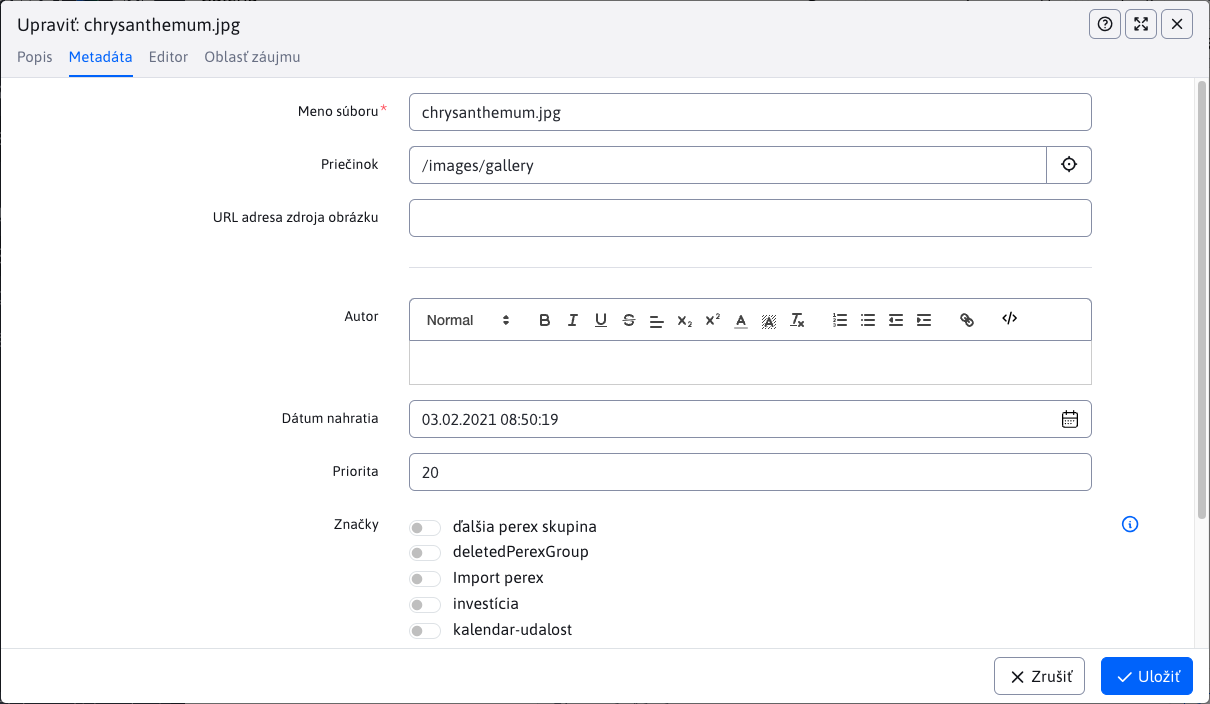 Upraviť: chrysanthemum.jpg
Popis Metadáta Editor Oblasť záujmu
Meno súboru* chrysanthemum.jpg
Priečinok /images/gallery
URL adresa zdroja obrázku
Autor Normal
Dátum nahratia 03.02.2021 08:50:19
Priorita 20
Značky ďalšia perex skupina
deletedPerexGroup
Import perex
investícia
kalendar-udalost
Zrušiť Uložiť